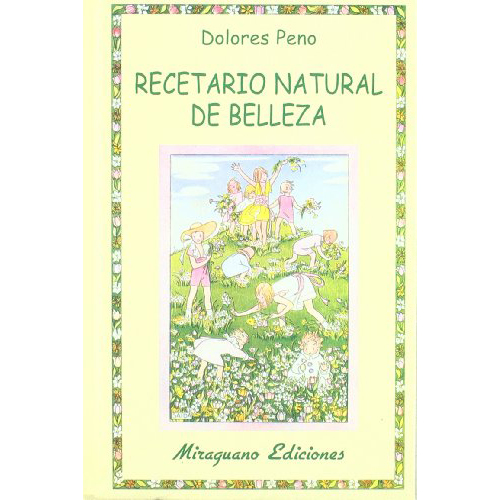 Dolores Peno
RECETARIO NATURAL
DE BELLEZA
Miraguano Ediciones